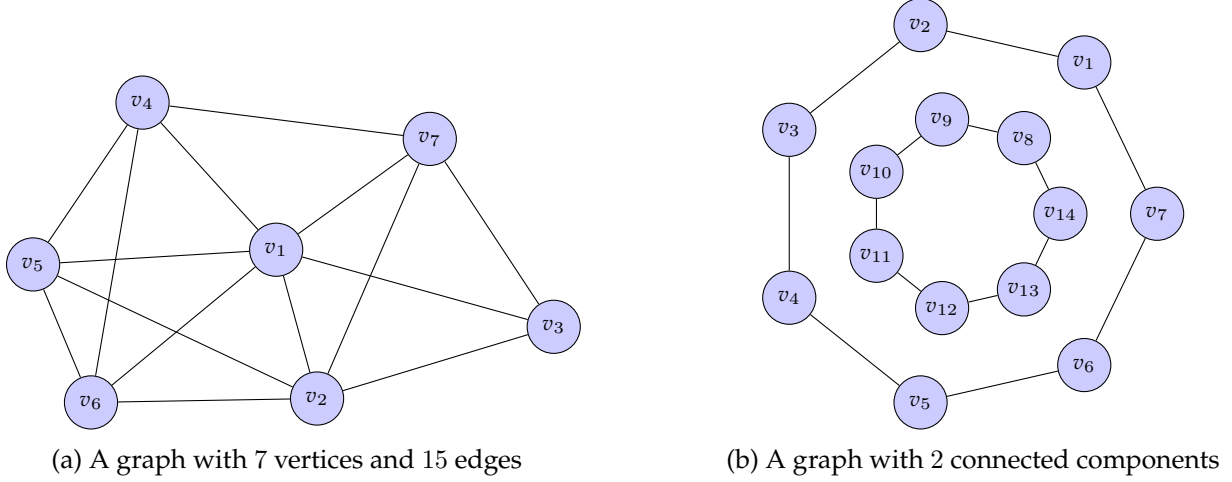 v4
v7
v1
v5
v3
v6
v2
(a) A graph with 7 vertices and 15 edges
v2
v1
v9
v3
v8
v10
v14
v7
v11
v13
v4
v12
v6
v5
(b) A graph with 2 connected components